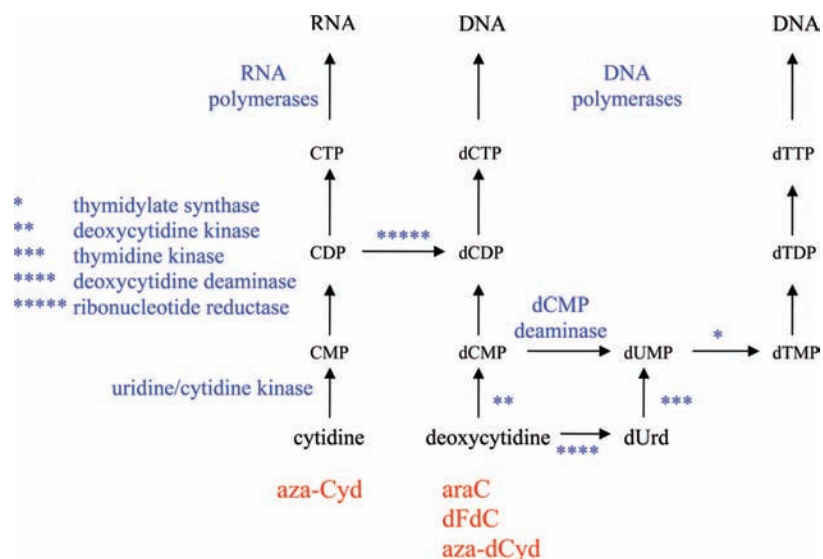 RNA DNA DNA
RNA
polymerases
DNA
polymerases
CTP dCTP dTTP
* thymidylate synthase
** deoxycytidine kinase
*** thymidine kinase
**** deoxycytidine deaminase
***** ribonucleotide reductase
CDP ***** dCDP dTDP
dCMP
deaminase
*
CMP dCMP dUMP dTMP
uridine/cytidine kinase
** ***
cytidine deoxycytidine dUrd
****
aza-Cyd araC
dFdC
aza-dCyd